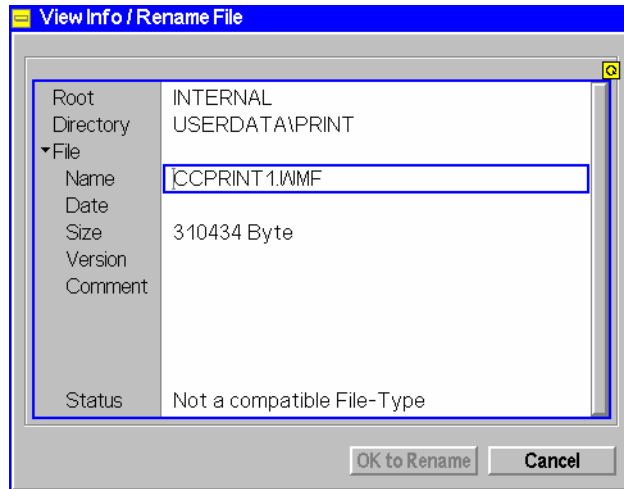 View Info / Rename File
Root INTERNAL
Directory USERDATA\PRINT
File
Name CCPRINT1.WMF
Date
Size 310434 Byte
Version
Comment
Status Not a compatible File-Type
OK to Rename Cancel